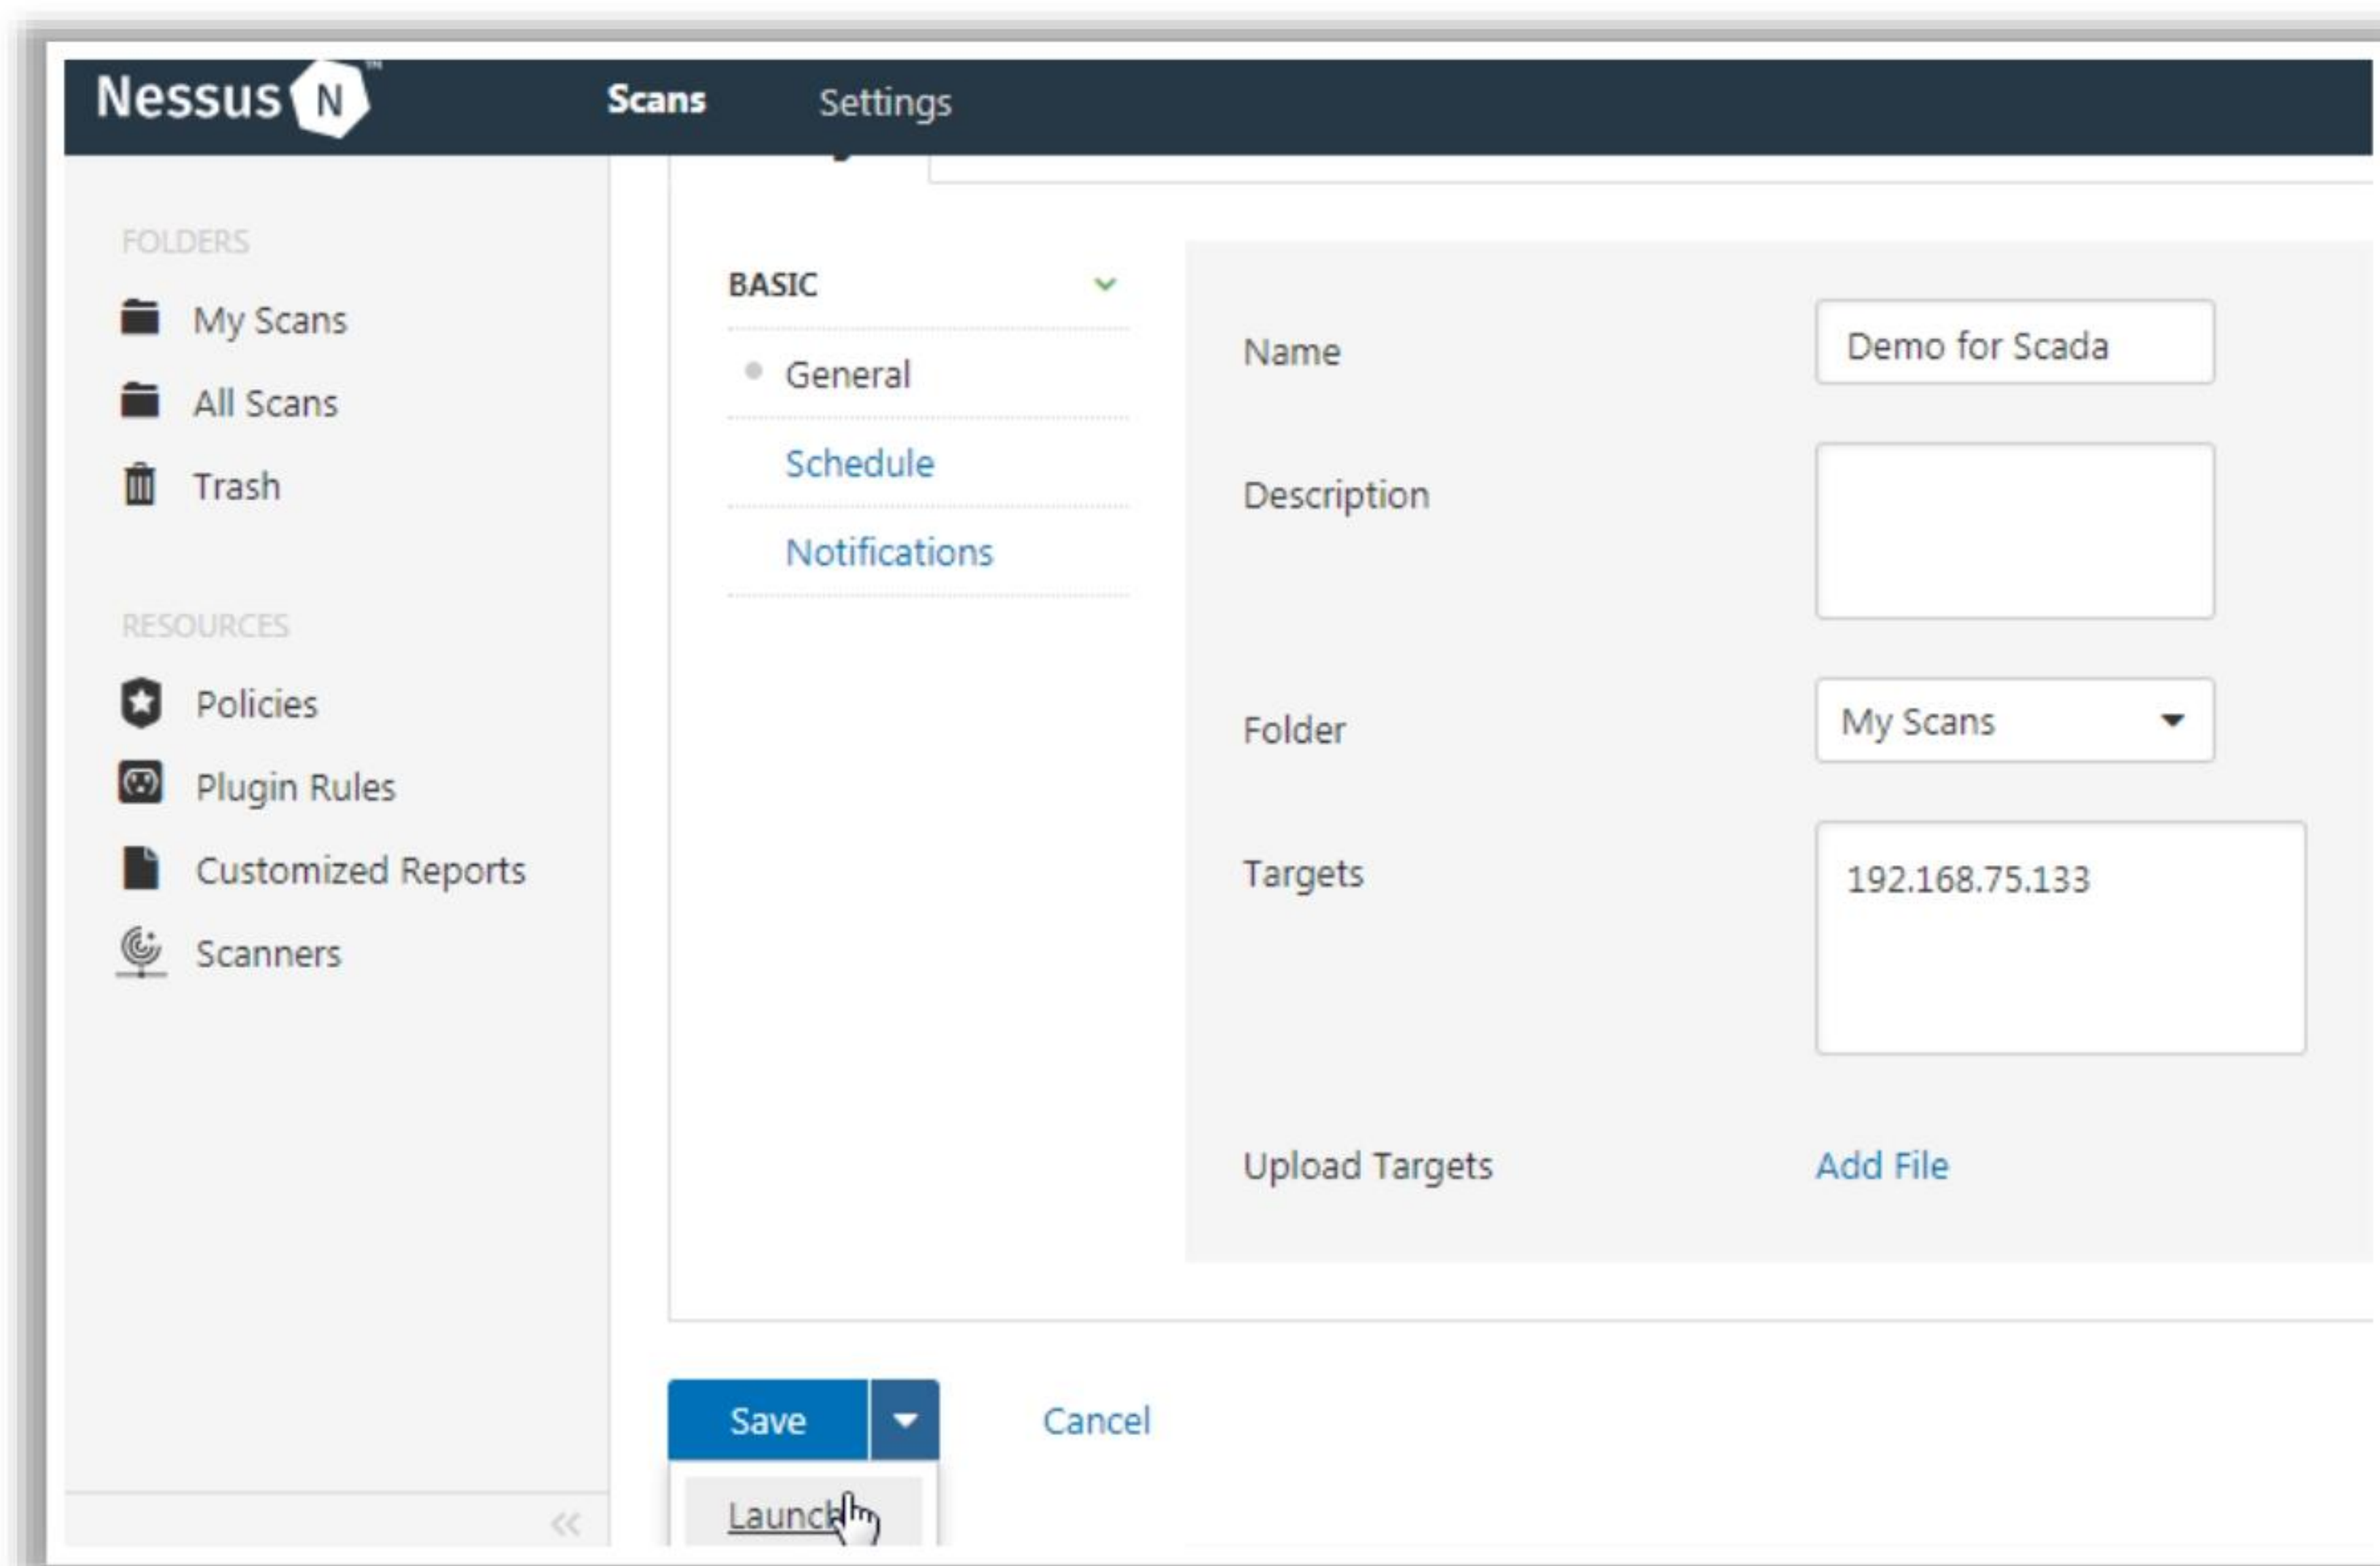 Nessus N ™
Scans Settings
FOLDERS
My Scans
All Scans
Trash
RESOURCES
Policies
Plugin Rules
Customized Reports
Scanners
BASIC
General
Schedule
Notifications
Name Demo for Scada
Description
Folder My Scans
Targets 192.168.75.133
Upload Targets Add File
Save Cancel
Launch